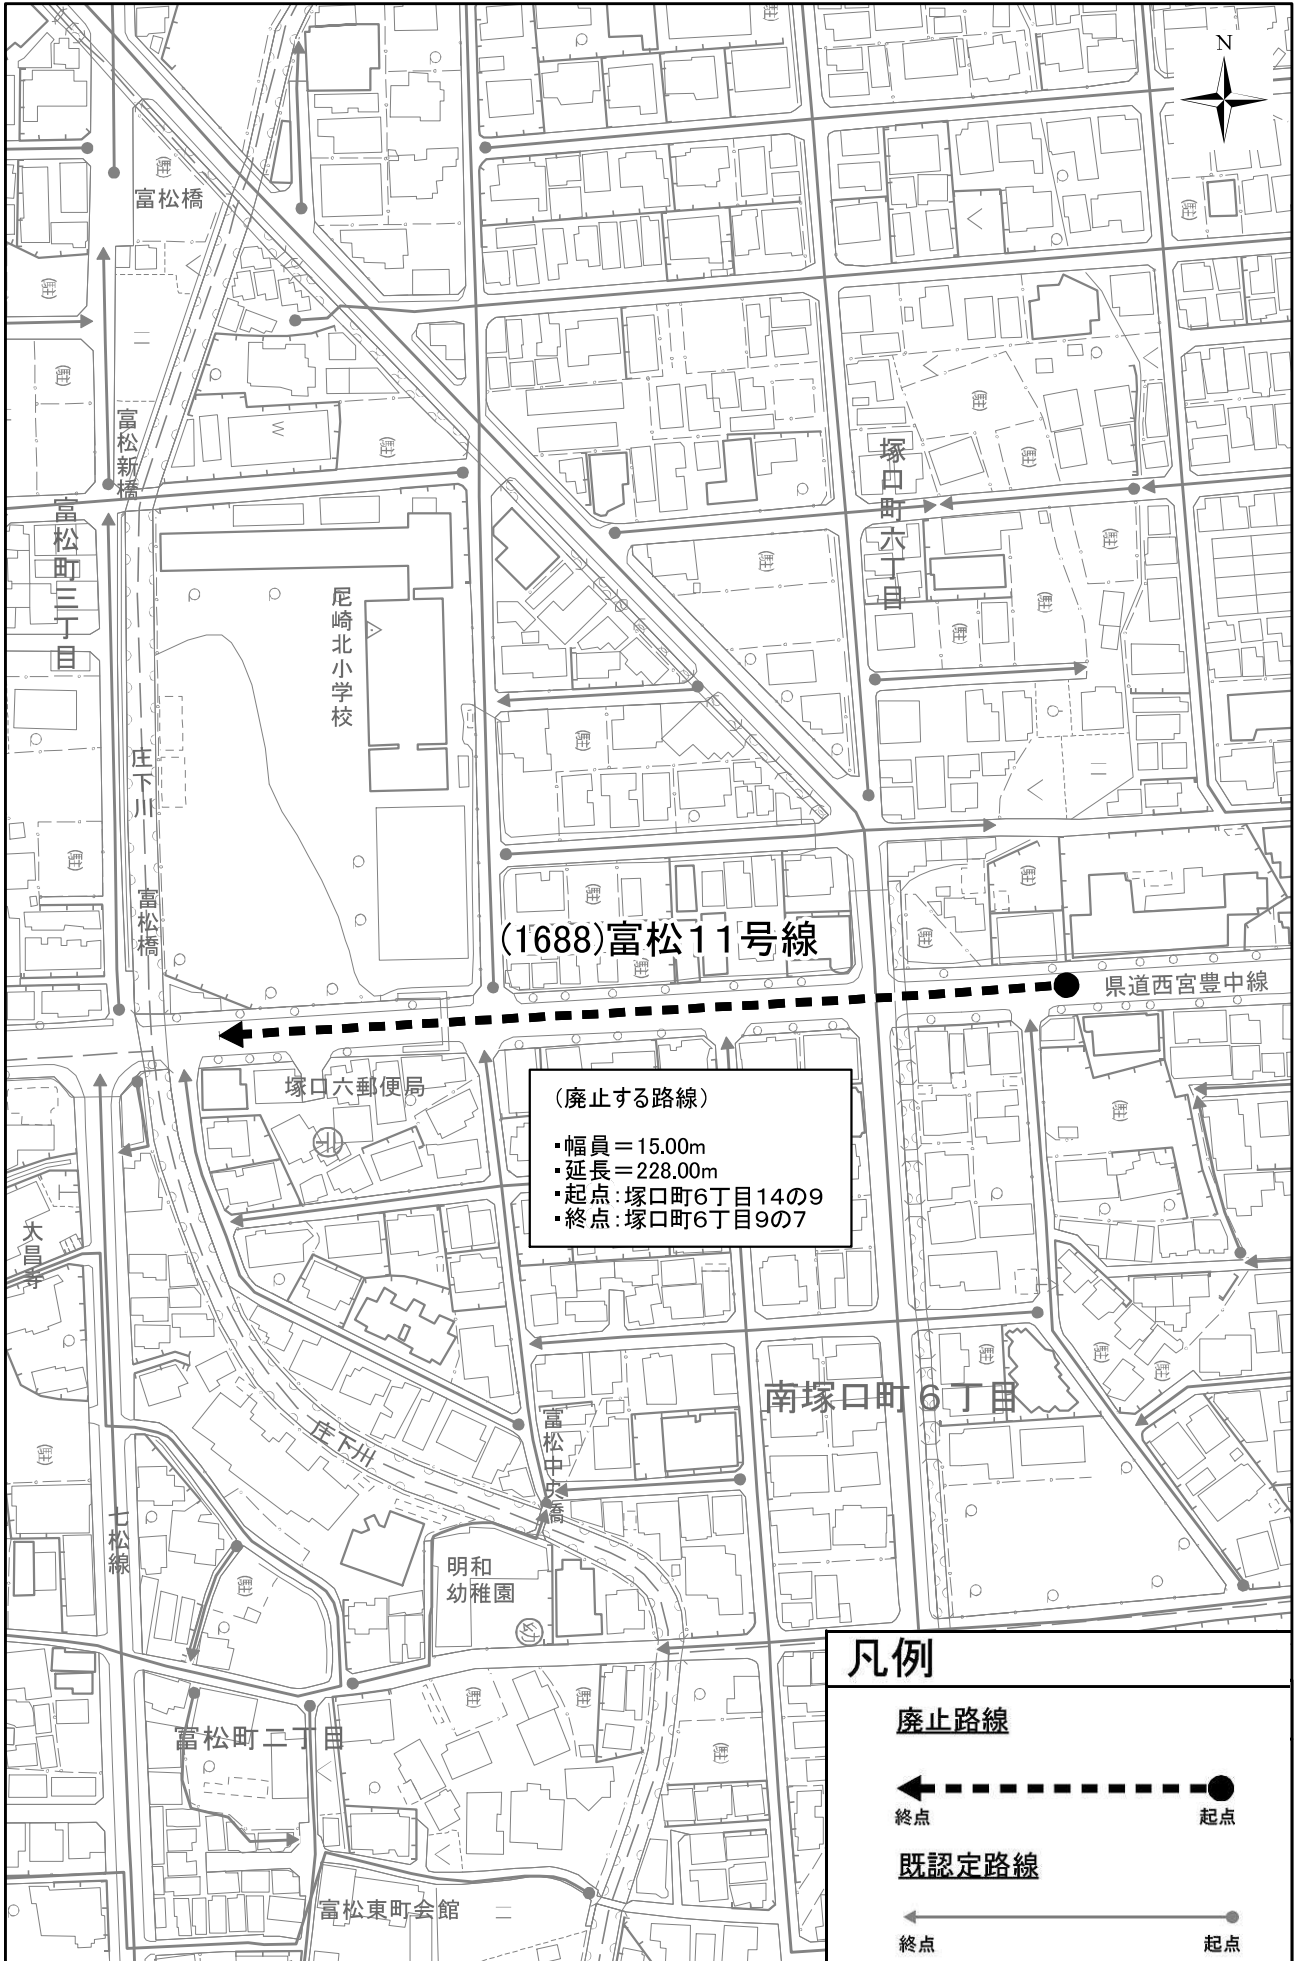 N
富松橋
富松新橋
富松町三丁目
塚口町六丁目
尼崎北小学校
庄下川
富松橋
(1688)富松11号線
県道西宮豊中線
塚口六郵便局
(廃止する路線)
・幅員=15.00m
・延長=228.00m
・起点:塚口町6丁目14の9
・終点:塚口町6丁目9の7
大昌寺
南塚口町6丁目
庄下川
富松中央橋
七松線
明和
幼稚園
幼
富松町二丁目
富松東町会館
凡例
廃止路線
終点 起点
既認定路線
終点 起点